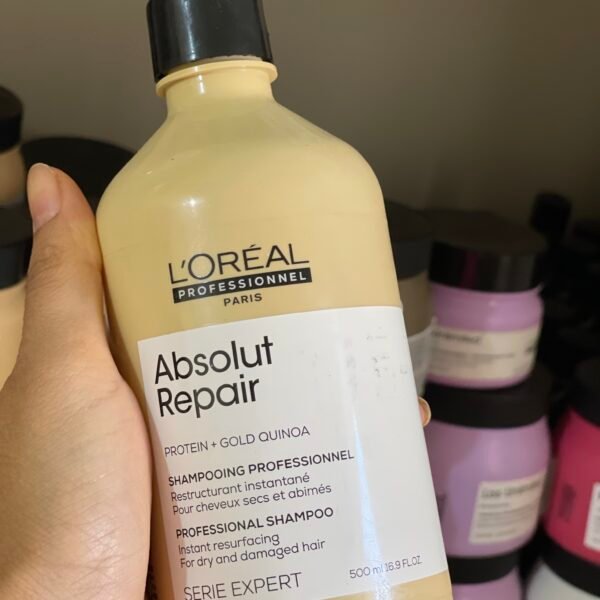 L'ORÉAL
PROFESSIONNEL
PARIS
Absolut
Repair
PROTEIN + GOLD QUINOA
SHAMPOOING PROFESSIONNEL
Restructurant instantané
Pour cheveux secs et abîmés
PROFESSIONAL SHAMPOO
Instant resurfacing
For dry and damaged hair
SERIE EXPERT
500 ml 16.9 FL.OZ